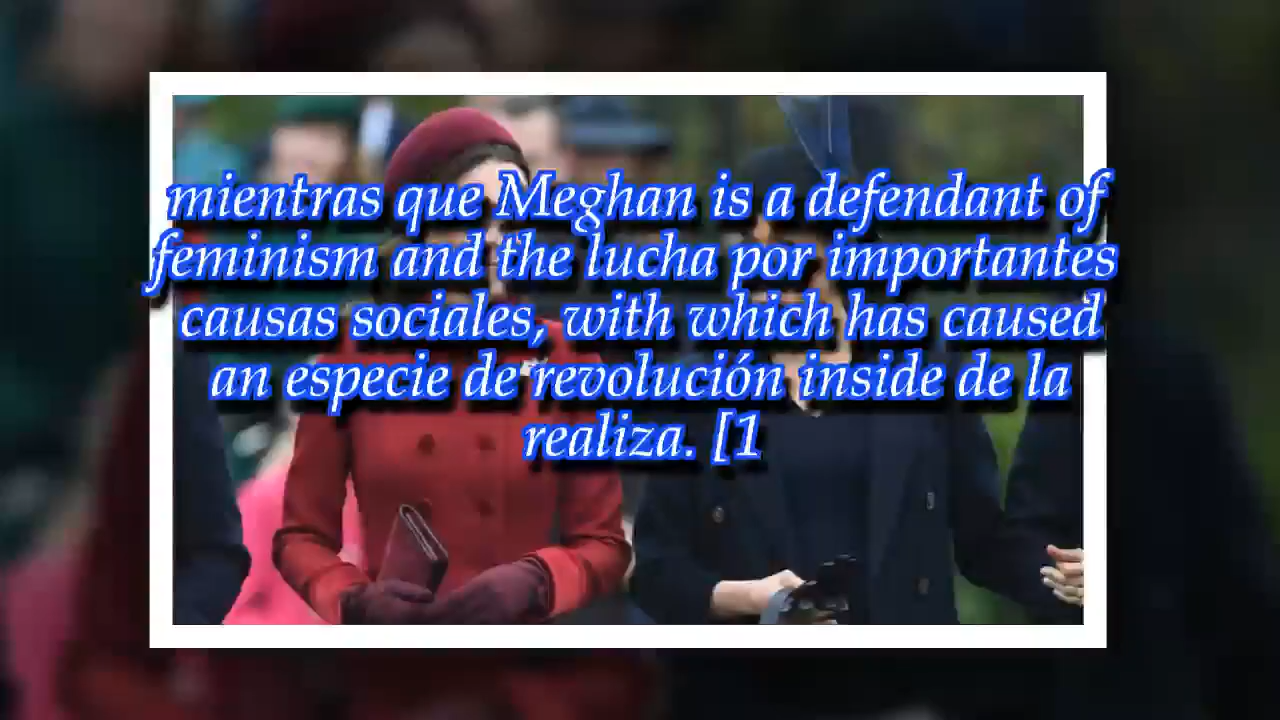 mientras que Meghan is a defendant of
feminism and the lucha por importantes
causas sociales, with which has caused
an especie de revolución inside de la
realiza. [1